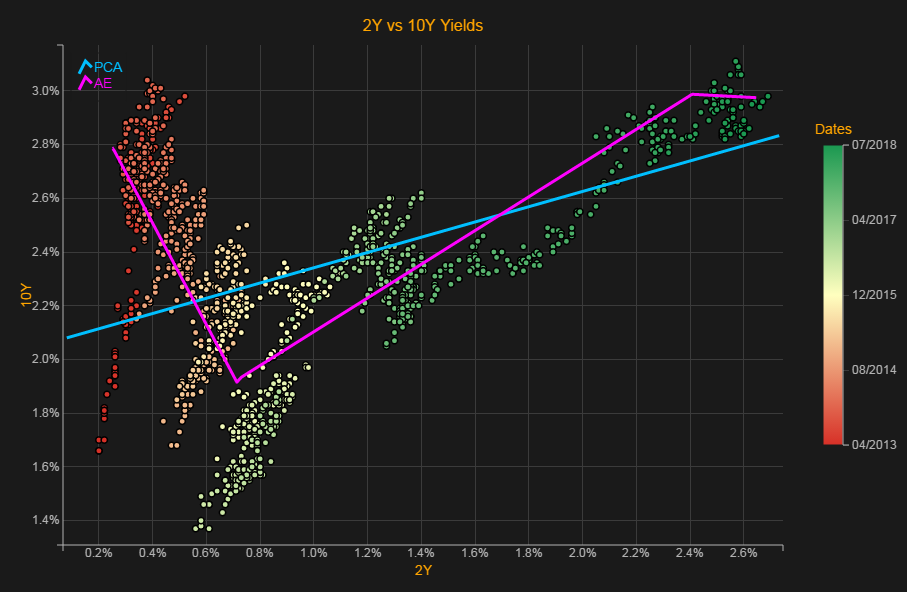 2Y vs 10Y Yields
PCA
AE
3.0%
2.8%
2.6%
2.4%
2.2%
2.0%
1.8%
1.6%
1.4%
10Y
0.2% 0.4% 0.6% 0.8% 1.0% 1.2% 1.4% 1.6% 1.8% 2.0% 2.2% 2.4% 2.6%
2Y
Dates
07/2018
04/2017
12/2015
08/2014
04/2013